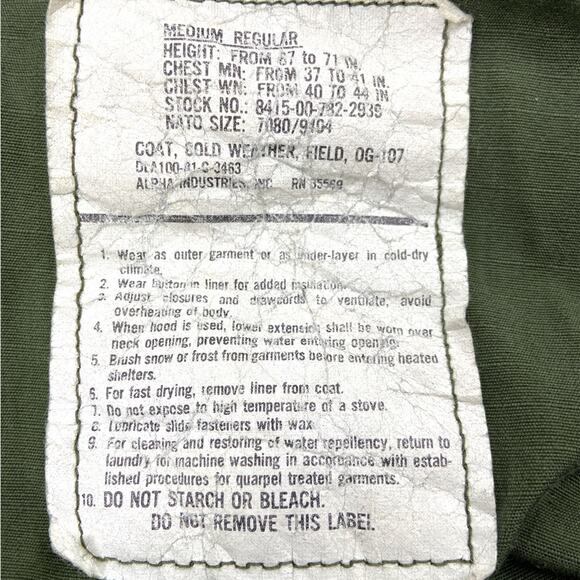 MEDIUM REGULAR
HEIGHT: FROM 67 to 71 IN.
CHEST MN: FROM 37 TO 41 IN.
CHEST WN: FROM 40 TO 44 IN
STOCK NO.: 8415-00-782-2939
NATO SIZE: 7080/9404
COAT, COLD WEATHER, FIELD, OG-107
DLA100-81-C-3463
ALPHA INDUSTRIES, INC RN 35569
1. Wear as outer garment or as under-layer in cold-dry
climate.
2. Wear button in liner for added insulation.
3. Adjust closures and drawcords to ventilate, avoid
overheating of body.
4. When hood is used, lower extension shall be worn over
neck opening, preventing water entering opening.
5. Brush snow or frost from garments before entering heated
shelters.
6. For fast drying, remove liner from coat.
7. Do not expose to high temperature of a stove.
8. Lubricate slide fasteners with wax
9. For cleaning and restoring of water repellency, return to
laundry for machine washing in accordance with estab-
lished procedures for quarpel treated garments.
10. DO NOT STARCH OR BLEACH.
DO NOT REMOVE THIS LABEL.